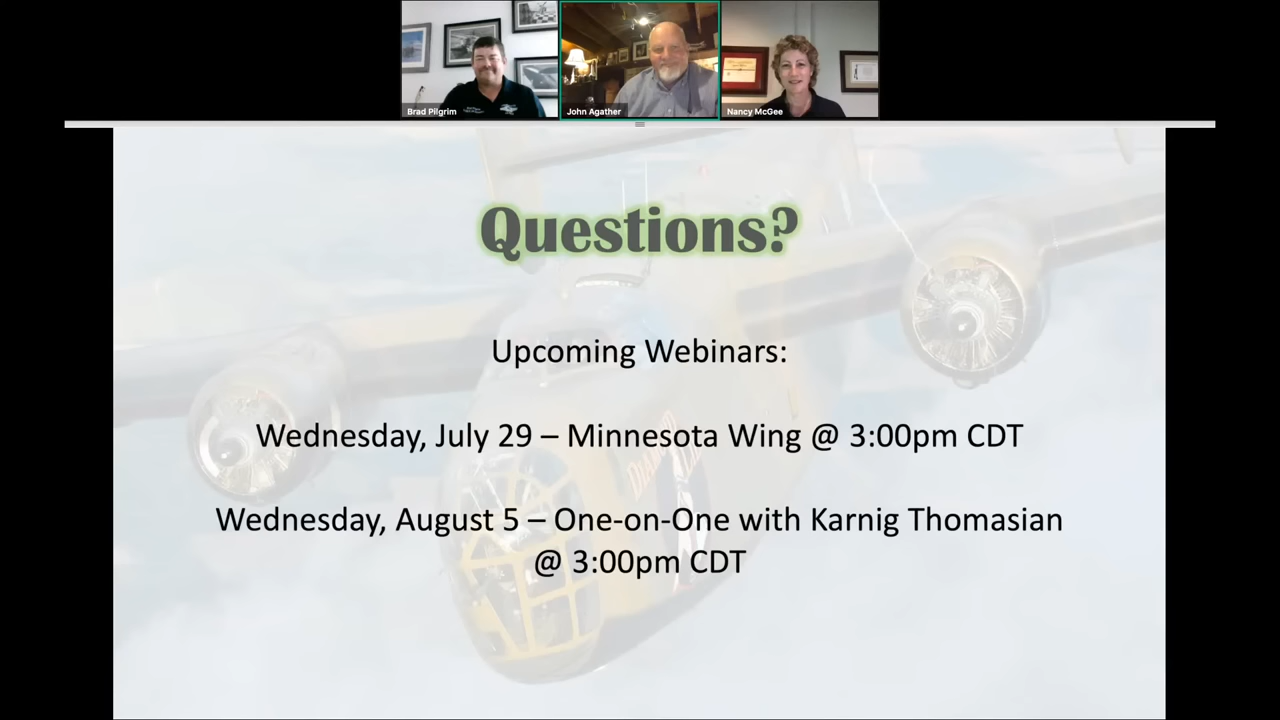 Brad Pilgrim
John Agather
Nancy McGee
Questions?
Upcoming Webinars:
Wednesday, July 29 – Minnesota Wing @ 3:00pm CDT
Wednesday, August 5 – One-on-One with Karnig Thomasian
@ 3:00pm CDT